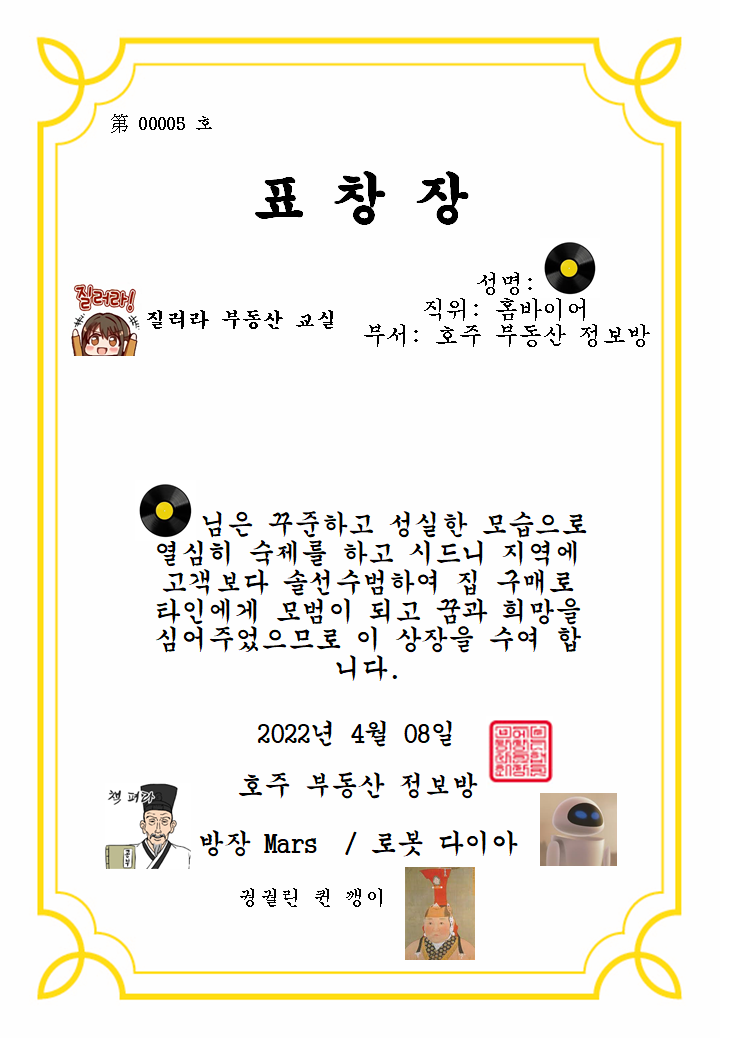 第 00005 호
표 창 장
성명:
직위: 홈바이어
부서: 호주 부동산 정보방
질러라!
질러라 부동산 교실
님은 꾸준하고 성실한 모습으로
열심히 숙제를 하고 시드니 지역에
고객보다 솔선수범하여 집 구매로
타인에게 모범이 되고 꿈과 희망을
심어주었으므로 이 상장을 수여 합
니다.
2022년 4월 08일
호주 부동산 정보방
책 펴라
방장 Mars / 로봇 다이아
궝궐린 퀸 깽이